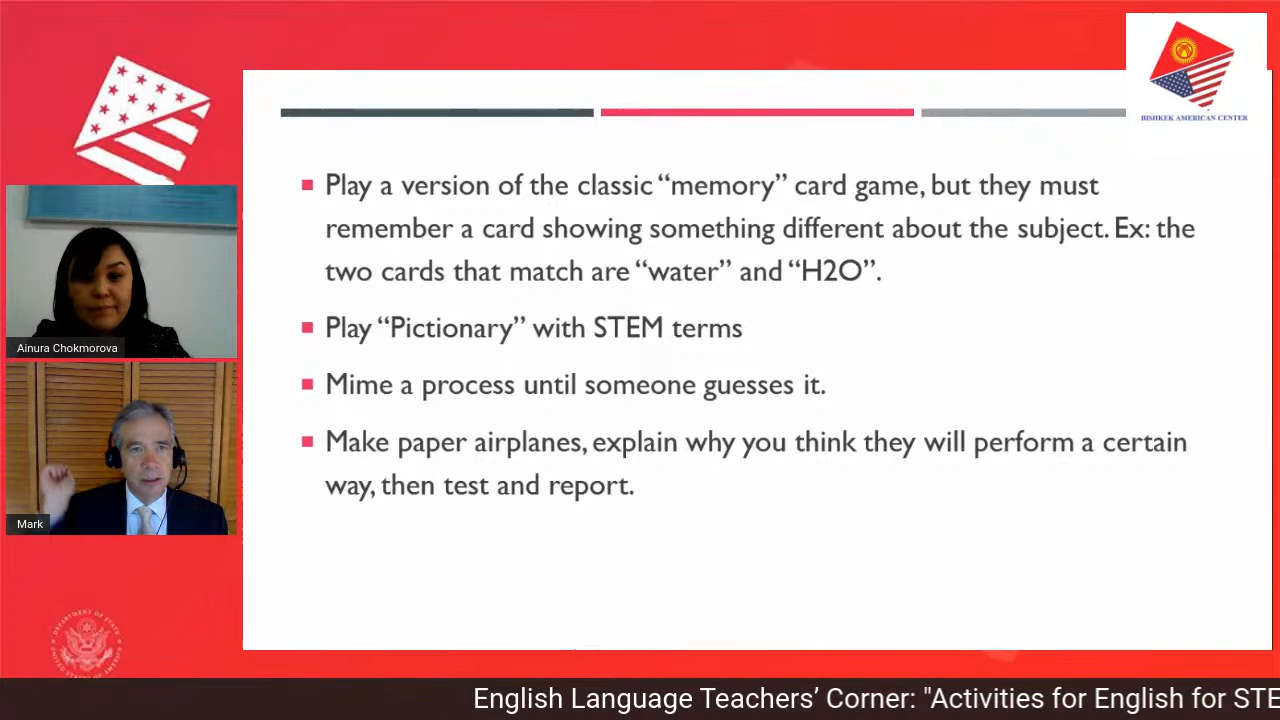 BISHKEK AMERICAN CENTER
Play a version of the classic “memory” card game, but they must
remember a card showing something different about the subject. Ex: the
two cards that match are “water” and “H2O”.
Play “Pictionary” with STEM terms
Mime a process until someone guesses it.
Make paper airplanes, explain why you think they will perform a certain
way, then test and report.
Ainura Chokmorova
Mark
English Language Teachers’ Corner: "Activities for English for STE